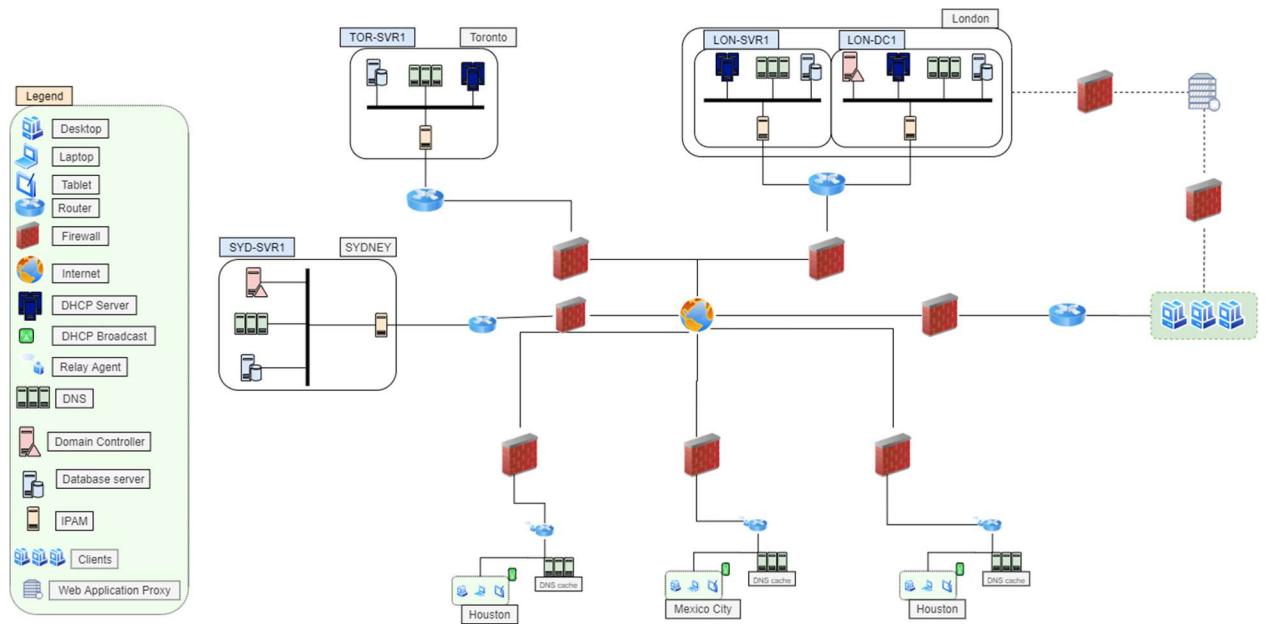 London
TOR-SVR1
Toronto
LON-SVR1
LON-DC1
Legend
Desktop
Laptop
Tablet
Router
Firewall
Internet
DHCP Server
DHCP Broadcast
Relay Agent
DNS
Domain Controller
Database server
IPAM
Clients
Web Application Proxy
SYD-SVR1
SYDNEY
DNS cache
Houston
DNS cache
Mexico City
DNS cache
Houston